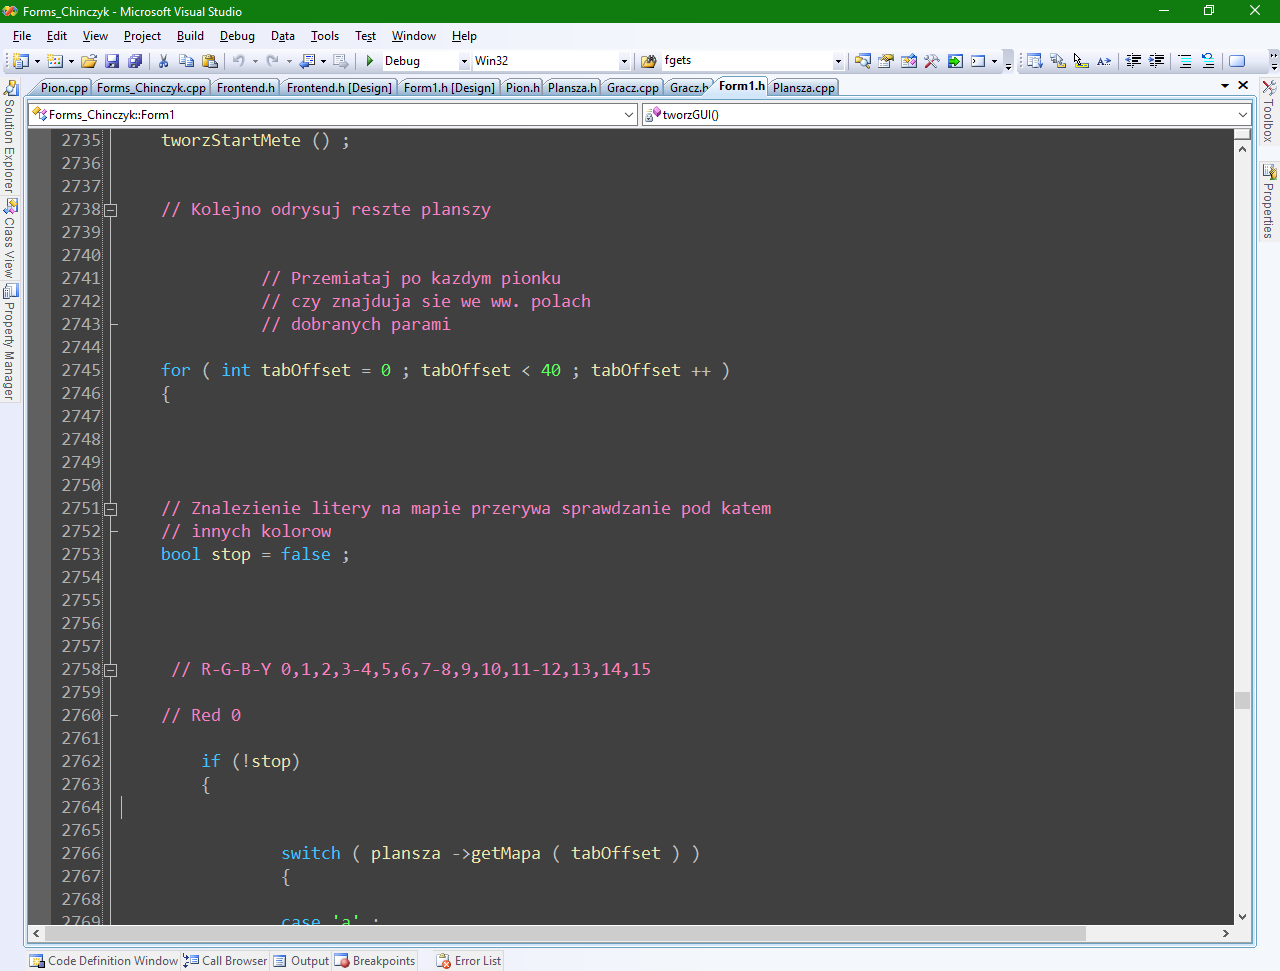 Forms_Chinczyk - Microsoft Visual Studio
File Edit View Project Build Debug Data Tools Test Window Help
Debug Win32 fgets
Pion.cpp Forms_Chinczyk.cpp Frontend.h Frontend.h [Design] Form1.h [Design] Pion.h Plansza.h Gracz.cpp Gracz.h Form1.h Plansza.cpp
Forms_Chinczyk::Form1 tworzGUI()
Solution Explorer
Class View
Property Manager
Toolbox
Properties
2735 tworzStartMete () ;
2736
2737
2738 // Kolejno odrysuj reszte planszy
2739
2740
2741 // Przemiataj po kazdym pionku
2742 // czy znajduja sie we ww. polach
2743 // dobranych parami
2744
2745 for ( int tabOffset = 0 ; tabOffset < 40 ; tabOffset ++ )
2746 {
2747
2748
2749
2750
2751 // Znalezienie litery na mapie przerywa sprawdzanie pod katem
2752 // innych kolorow
2753 bool stop = false ;
2754
2755
2756
2757
2758 // R-G-B-Y 0,1,2,3-4,5,6,7-8,9,10,11-12,13,14,15
2759
2760 // Red 0
2761
2762 if (!stop)
2763 {
2764
2765
2766 switch ( plansza ->getMapa ( tabOffset ) )
2767 {
2768
2769 case 'a' :
Code Definition Window Call Browser Output Breakpoints Error List